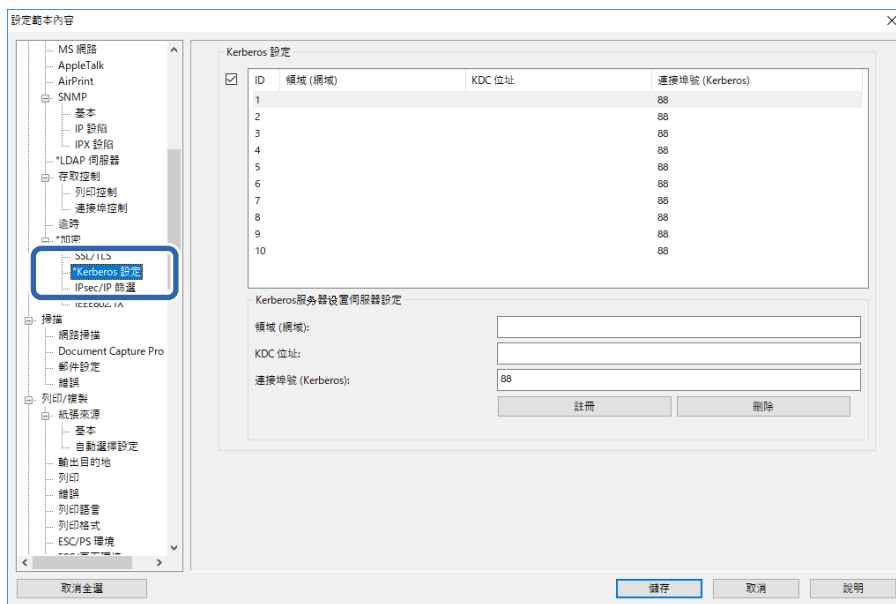 設定範本內容
MS 網路
AppleTalk
AirPrint
SNMP
基本
IP 設陷
IPX 設陷
*LDAP 伺服器
存取控制
列印控制
連接埠控制
逾時
*加密
SSL/TLS
*Kerberos 設定
IPsec/IP 篩選
IEEE802.1X
掃描
網路掃描
Document Capture Pro
郵件設定
錯誤
列印/複製
紙張來源
基本
自動選擇設定
輸出目的地
列印
錯誤
列印語言
列印格式
ESC/PS 環境
Kerberos 設定
ID 領域 (網域) KDC 位址 連接埠號 (Kerberos)
1 88
2 88
3 88
4 88
5 88
6 88
7 88
8 88
9 88
10 88
Kerberos服务器设置伺服器設定
領域 (網域):
KDC 位址:
連接埠號 (Kerberos): 88
註冊 刪除
取消全選 儲存 取消 說明